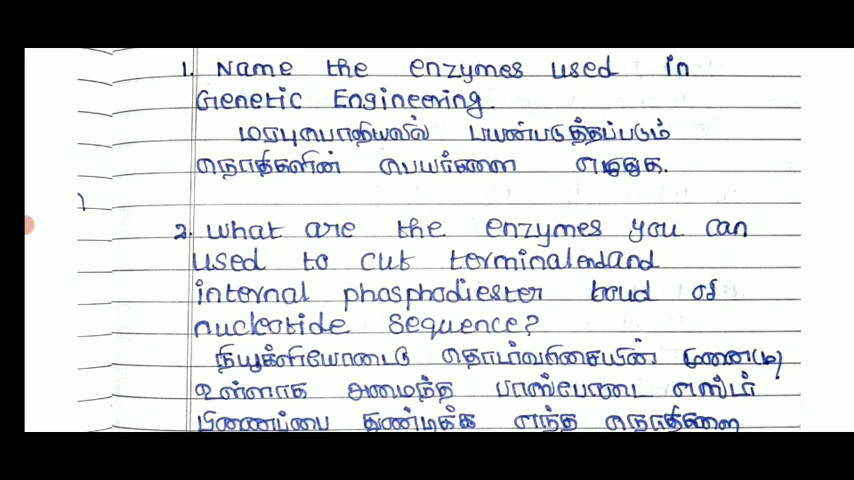 1. Name the enzymes used in
Genetic Engineering.
மரபுபொறியலில் பயன்படுத்தப்படும்
நொதிகளின் பெயர்களை எழுதுக.
2. What are the enzymes you can
used to cut terminal end and
internal phosphodiester boud of
nucleotide sequence?
நியூக்ளியோடைடு தொடர்வரிசையின் முனை(ம)
உள்ளாக அமைந்த பாஸ்போடை எஸ்டர்
பிணைப்பை துண்டிக்க எந்த நொதிளை